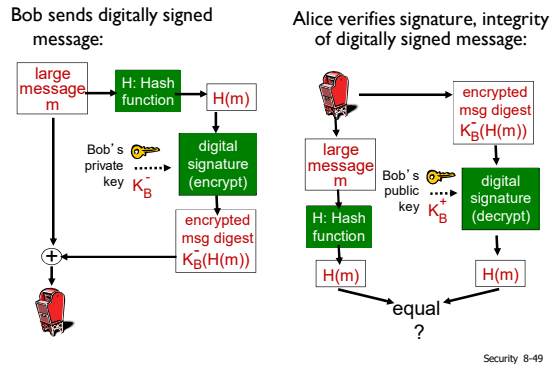 Bob sends digitally signed
message:
large
message
m
H: Hash
function
H(m)
Bob's
private
key
K_B^-
digital
signature
(encrypt)
encrypted
msg digest
K_B^-(H(m))
+
Alice verifies signature, integrity
of digitally signed message:
encrypted
msg digest
K_B^-(H(m))
large
message
m
Bob's
public
key
K_B^+
digital
signature
(decrypt)
H: Hash
function
H(m)
H(m)
equal
?
Security 8-49